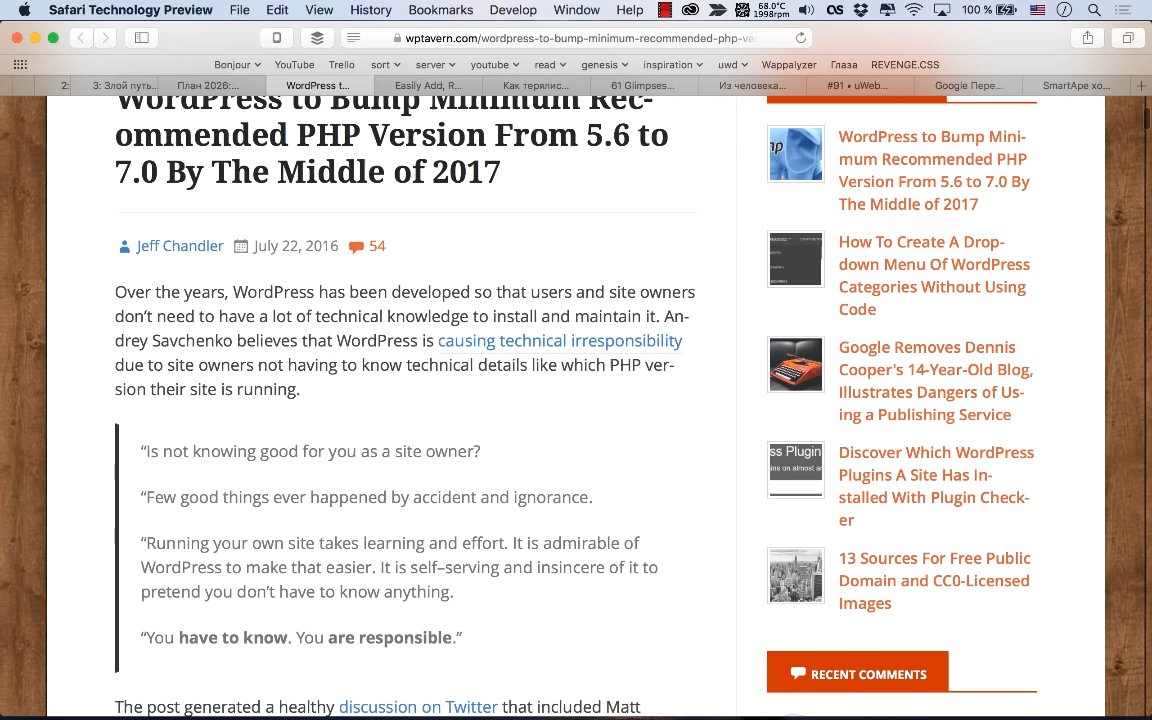 Safari Technology Preview File Edit View History Bookmarks Develop Window Help 68.0°C 1998rpm 100 %
wptavern.com/wordpress-to-bump-minimum-recommended-php-ve
Bonjour YouTube Trello sort server youtube read genesis inspiration uwd Wappalyzer Глаза REVENGE.CSS
2: 3: Злой путь... План 2026:... WordPress t... Easily Add, R... Как терялис... 61 Glimpses... Из человека... #91 • uWeb... Google Пере... SmartApe хо...
WordPress to Bump Minimum Rec-
ommended PHP Version From 5.6 to
7.0 By The Middle of 2017
Jeff Chandler July 22, 2016 54
Over the years, WordPress has been developed so that users and site owners
don’t need to have a lot of technical knowledge to install and maintain it. An-
drey Savchenko believes that WordPress is causing technical irresponsibility
due to site owners not having to know technical details like which PHP ver-
sion their site is running.
“Is not knowing good for you as a site owner?
“Few good things ever happened by accident and ignorance.
“Running your own site takes learning and effort. It is admirable of
WordPress to make that easier. It is self–serving and insincere of it to
pretend you don’t have to know anything.
“You have to know. You are responsible.”
The post generated a healthy discussion on Twitter that included Matt
WordPress to Bump Mini-
mum Recommended PHP
Version From 5.6 to 7.0 By
The Middle of 2017
How To Create A Drop-
down Menu Of WordPress
Categories Without Using
Code
Google Removes Dennis
Cooper's 14-Year-Old Blog,
Illustrates Dangers of Us-
ing a Publishing Service
ss Plugin
Discover Which WordPress
Plugins A Site Has In-
stalled With Plugin Check-
er
13 Sources For Free Public
Domain and CC0-Licensed
Images
RECENT COMMENTS